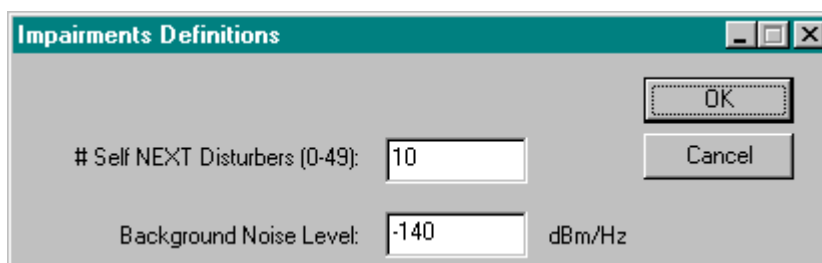 Impairments Definitions
OK
# Self NEXT Disturbers (0-49): 10
Cancel
Background Noise Level: -140 dBm/Hz